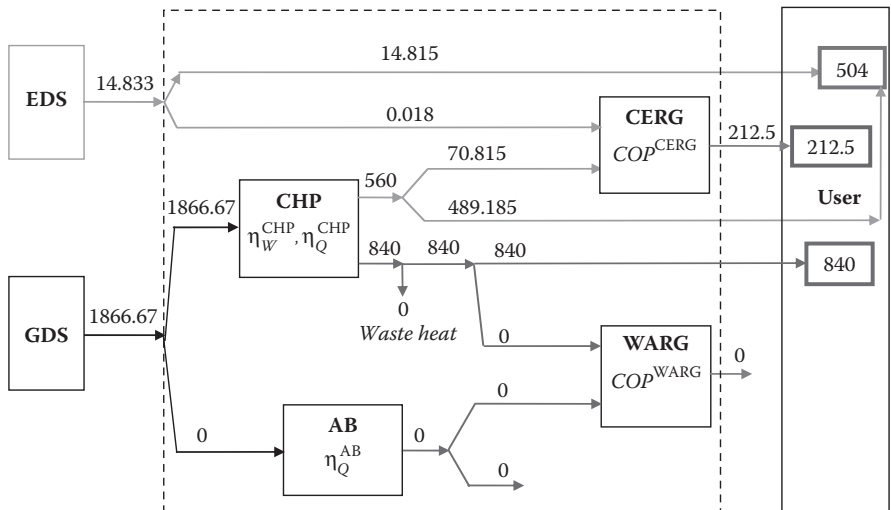 14.815
504
EDS
14.833
0.018
CERG
COP^CERG
212.5
212.5
70.815
560
CHP
η_W^CHP, η_Q^CHP
1866.67
489.185
User
840
840
840
840
0
Waste heat
GDS
1866.67
0
WARG
COP^WARG
0
0
AB
η_Q^AB
0
0
0